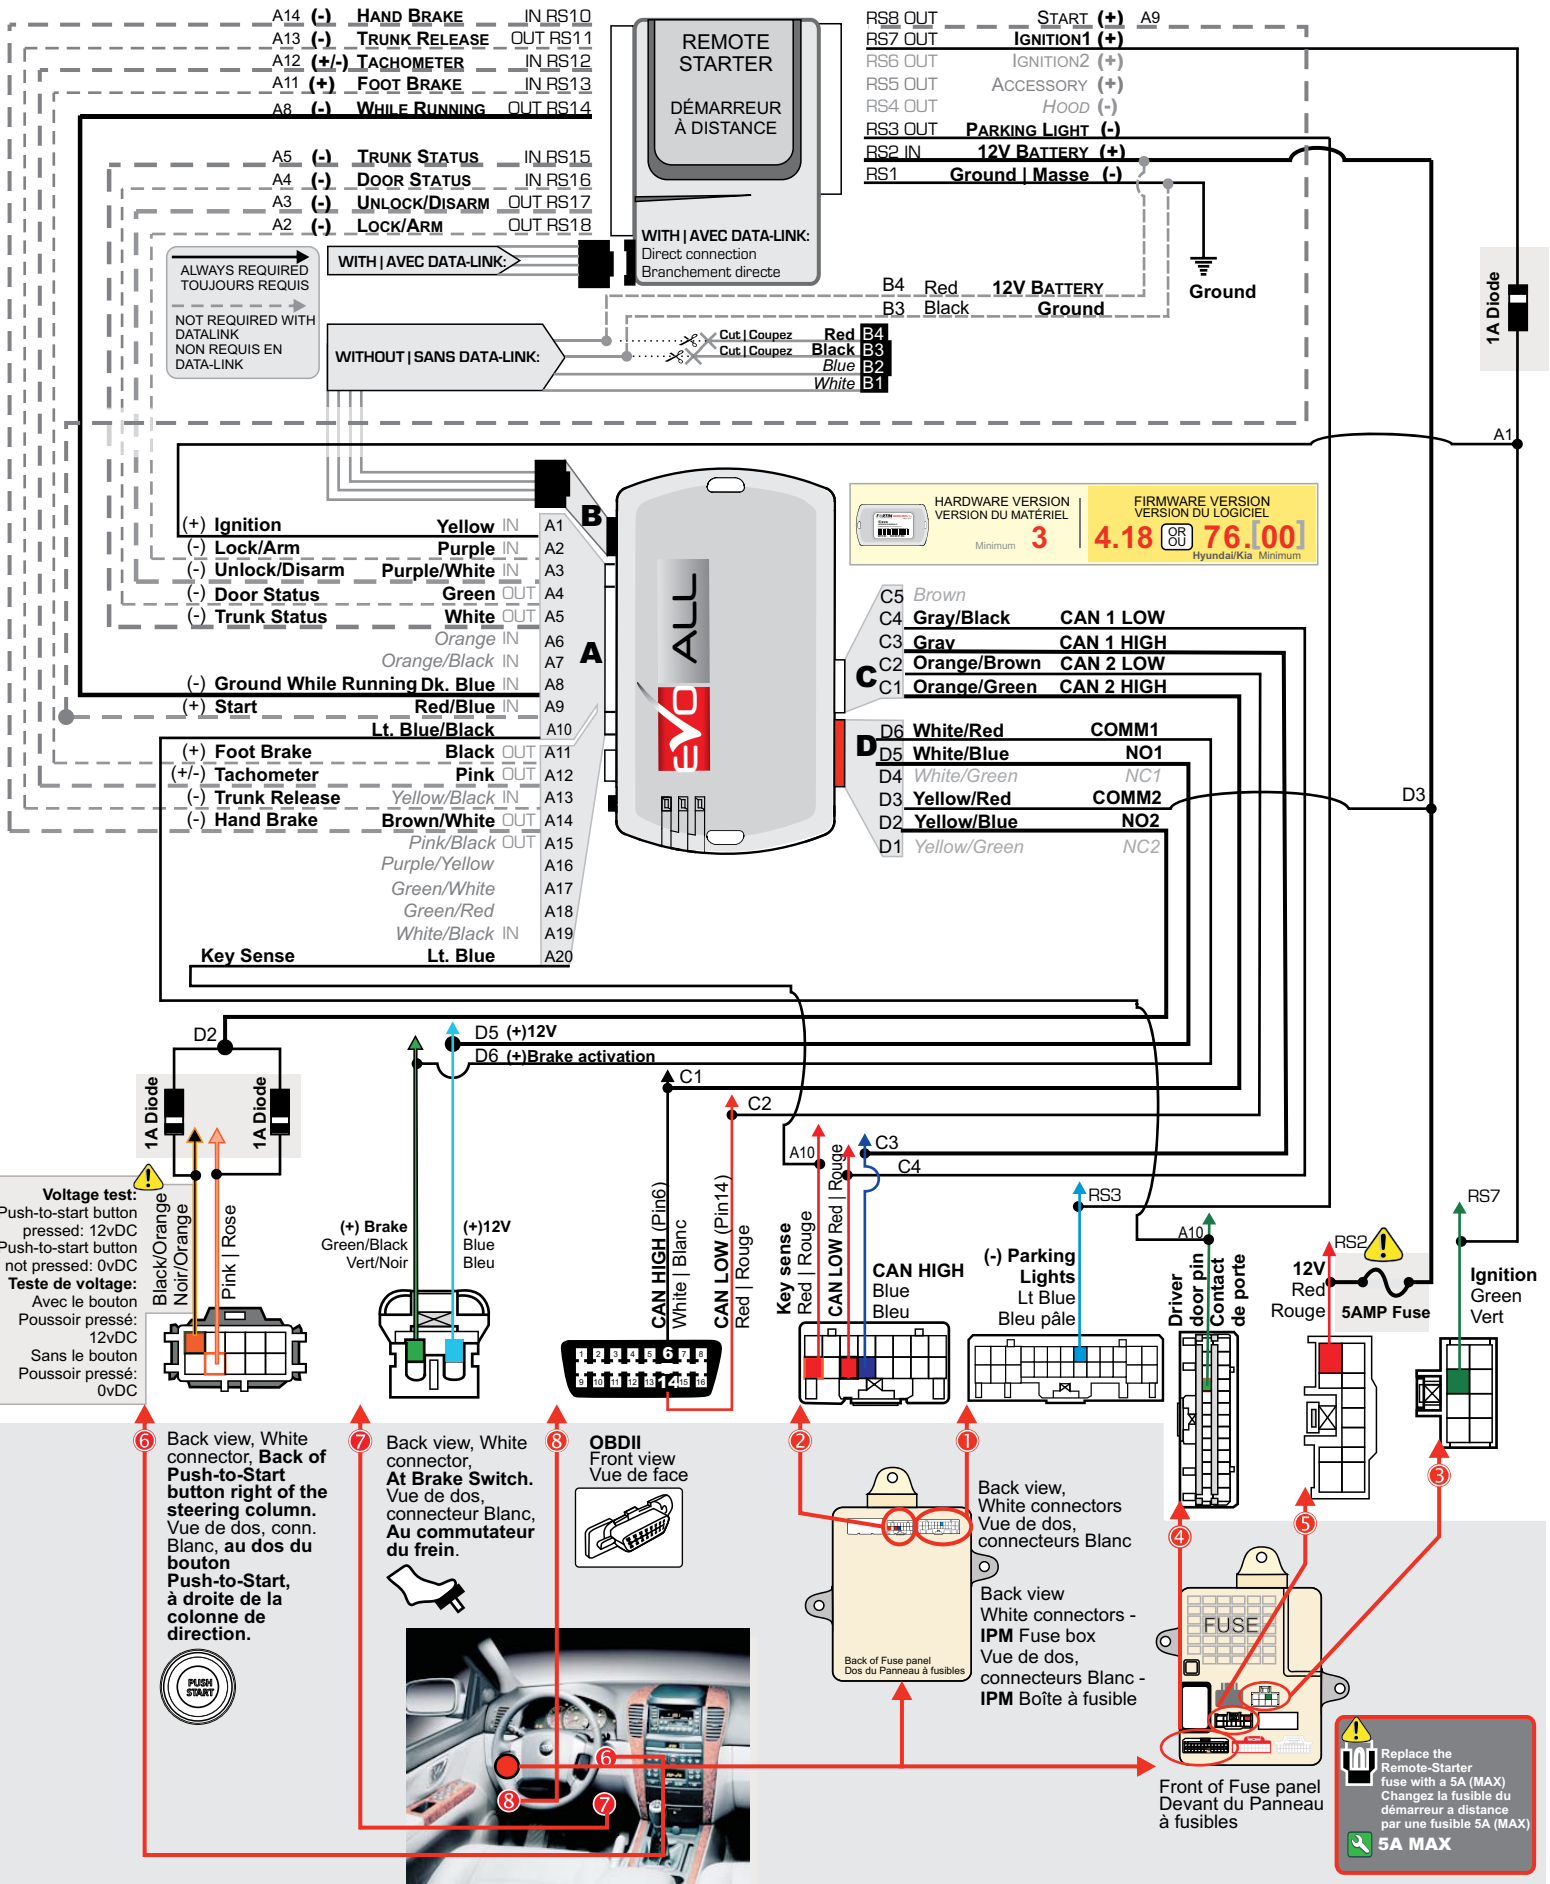 A14 (-) HAND BRAKE IN RS10
A13 (-) TRUNK RELEASE OUT RS11
A12 (+/-) TACHOMETER IN RS12
A11 (+) FOOT BRAKE IN RS13
A8 (-) WHILE RUNNING OUT RS14
A5 (-) TRUNK STATUS IN RS15
A4 (-) DOOR STATUS IN RS16
A3 (-) UNLOCK/DISARM OUT RS17
A2 (-) LOCK/ARM OUT RS18
REMOTE
STARTER
DÉMARREUR
À DISTANCE
WITH | AVEC DATA-LINK:
Direct connection
Branchement directe
RS8 OUT START (+) A9
RS7 OUT IGNITION1 (+)
RS6 OUT IGNITION2 (+)
RS5 OUT ACCESSORY (+)
RS4 OUT HOOD (-)
RS3 OUT PARKING LIGHT (-)
RS2 IN 12V BATTERY (+)
RS1 Ground | Masse (-)
Ground
1A Diode
A1
ALWAYS REQUIRED
TOUJOURS REQUIS
NOT REQUIRED WITH
DATALINK
NON REQUIS EN
DATA-LINK
WITH | AVEC DATA-LINK:
WITHOUT | SANS DATA-LINK:
B4 Red 12V BATTERY
B3 Black Ground
Cut | Coupez Red B4
Cut | Coupez Black B3
Blue B2
White B1
HARDWARE VERSION
VERSION DU MATÉRIEL
Minimum 3
FIRMWARE VERSION
VERSION DU LOGICIEL
4.18 OR OU 76.[00]
Hyundai/Kia Minimum
B
A
EVO ALL
C
D
(+) Ignition Yellow IN A1
(-) Lock/Arm Purple IN A2
(-) Unlock/Disarm Purple/White IN A3
(-) Door Status Green OUT A4
(-) Trunk Status White OUT A5
Orange IN A6
Orange/Black IN A7
(-) Ground While Running Dk. Blue IN A8
(+) Start Red/Blue IN A9
Lt. Blue/Black A10
(+) Foot Brake Black OUT A11
(+/-) Tachometer Pink OUT A12
(-) Trunk Release Yellow/Black IN A13
(-) Hand Brake Brown/White OUT A14
Pink/Black OUT A15
Purple/Yellow A16
Green/White A17
Green/Red A18
White/Black IN A19
Key Sense Lt. Blue A20
C5 Brown
C4 Gray/Black CAN 1 LOW
C3 Gray CAN 1 HIGH
C2 Orange/Brown CAN 2 LOW
C1 Orange/Green CAN 2 HIGH
D6 White/Red COMM1
D5 White/Blue NO1
D4 White/Green NC1
D3 Yellow/Red COMM2
D2 Yellow/Blue NO2
D1 Yellow/Green NC2
D3
D2
1A Diode
1A Diode
D5 (+)12V
D6 (+)Brake activation
C1
C2
A10
C3
C4
RS3
A10
RS2
RS7
Voltage test:
Push-to-start button
pressed: 12vDC
Push-to-start button
not pressed: 0vDC
Teste de voltage:
Avec le bouton
Poussoir pressé:
12vDC
Sans le bouton
Poussoir pressé:
0vDC
Black/Orange
Noir/Orange
Pink | Rose
(+) Brake
Green/Black
Vert/Noir
(+)12V
Blue
Bleu
CAN HIGH (Pin6)
White | Blanc
CAN LOW (Pin14)
Red | Rouge
1 2 3 4 5 6 7 8
9 10 11 12 13 14 15 16
Key sense
Red | Rouge
CAN LOW Red | Rouge
CAN HIGH
Blue
Bleu
(-) Parking
Lights
Lt Blue
Bleu pâle
Driver
door pin
Contact
de porte
12V
Red
Rouge
5AMP Fuse
Ignition
Green
Vert
6
7
8
2
1
4
5
3
Back view, White
connector, Back of
Push-to-Start
button right of the
steering column.
Vue de dos, conn.
Blanc, au dos du
bouton
Push-to-Start,
à droite de la
colonne de
direction.
PUSH
START
Back view, White
connector,
At Brake Switch.
Vue de dos,
connecteur Blanc,
Au commutateur
du frein.
OBDII
Front view
Vue de face
Back view,
White connectors
Vue de dos,
connecteurs Blanc
Back view
White connectors -
IPM Fuse box
Vue de dos,
connecteurs Blanc -
IPM Boîte à fusible
Back of Fuse panel
Dos du Panneau à fusibles
FUSE
6
8
7
Front of Fuse panel
Devant du Panneau
à fusibles
Replace the
Remote-Starter
fuse with a 5A (MAX)
Changez la fusible du
démarreur a distance
par une fusible 5A (MAX)
5A MAX